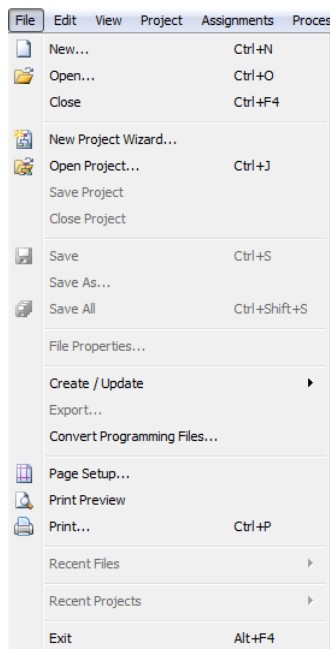 File Edit View Project Assignments Proces
New... Ctrl+N
Open... Ctrl+O
Close Ctrl+F4
New Project Wizard...
Open Project... Ctrl+J
Save Project
Close Project
Save Ctrl+S
Save As...
Save All Ctrl+Shift+S
File Properties...
Create / Update
Export...
Convert Programming Files...
Page Setup...
Print Preview
Print... Ctrl+P
Recent Files
Recent Projects
Exit Alt+F4